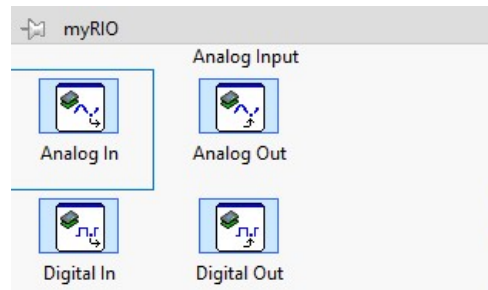 myRIO
Analog Input
Analog In
Analog Out
Digital In
Digital Out